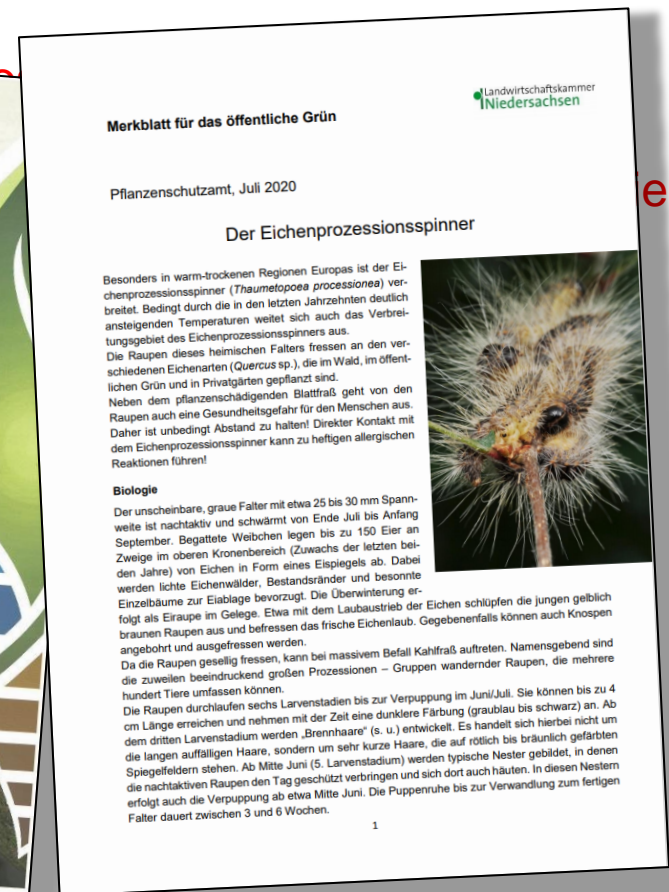 Landwirtschaftskammer
Niedersachsen
Merkblatt für das öffentliche Grün
Pflanzenschutzamt, Juli 2020
Der Eichenprozessionsspinner
Besonders in warm-trockenen Regionen Europas ist der Ei-
chenprozessionsspinner (Thaumetopoea processionea) ver-
breitet. Bedingt durch die in den letzten Jahrzehnten deutlich
ansteigenden Temperaturen weitet sich auch das Verbrei-
tungsgebiet des Eichenprozessionsspinners aus.
Die Raupen dieses heimischen Falters fressen an den ver-
schiedenen Eichenarten (Quercus sp.), die im Wald, im öffent-
lichen Grün und in Privatgärten gepflanzt sind.
Neben dem pflanzenschädigenden Blattfraß geht von den
Raupen auch eine Gesundheitsgefahr für den Menschen aus.
Daher ist unbedingt Abstand zu halten! Direkter Kontakt mit
dem Eichenprozessionsspinner kann zu heftigen allergischen
Reaktionen führen!
Biologie
Der unscheinbare, graue Falter mit etwa 25 bis 30 mm Spann-
weite ist nachtaktiv und schwärmt von Ende Juli bis Anfang
September. Begattete Weibchen legen bis zu 150 Eier an
Zweige im oberen Kronenbereich (Zuwachs der letzten bei-
den Jahre) von Eichen in Form eines Eispiegels ab. Dabei
werden lichte Eichenwälder, Bestandsränder und besonnte
Einzelbäume zur Eiablage bevorzugt. Die Überwinterung er-
folgt als Eiraupe im Gelege. Etwa mit dem Laubaustrieb der Eichen schlüpfen die jungen gelblich
braunen Raupen aus und befressen das frische Eichenlaub. Gegebenenfalls können auch Knospen
angebohrt und ausgefressen werden.
Da die Raupen gesellig fressen, kann bei massivem Befall Kahlfraß auftreten. Namensgebend sind
die zuweilen beeindruckend großen Prozessionen – Gruppen wandernder Raupen, die mehrere
hundert Tiere umfassen können.
Die Raupen durchlaufen sechs Larvenstadien bis zur Verpuppung im Juni/Juli. Sie können bis zu 4
cm Länge erreichen und nehmen mit der Zeit eine dunklere Färbung (graublau bis schwarz) an. Ab
dem dritten Larvenstadium werden „Brennhaare“ (s. u.) entwickelt. Es handelt sich hierbei nicht um
die langen auffälligen Haare, sondern um sehr kurze Haare, die auf rötlich bis bräunlich gefärbten
Spiegelfeldern stehen. Ab Mitte Juni (5. Larvenstadium) werden typische Nester gebildet, in denen
die nachtaktiven Raupen den Tag geschützt verbringen und sich dort auch häuten. In diesen Nestern
erfolgt auch die Verpuppung ab etwa Mitte Juni. Die Puppenruhe bis zur Verwandlung zum fertigen
Falter dauert zwischen 3 und 6 Wochen.
1